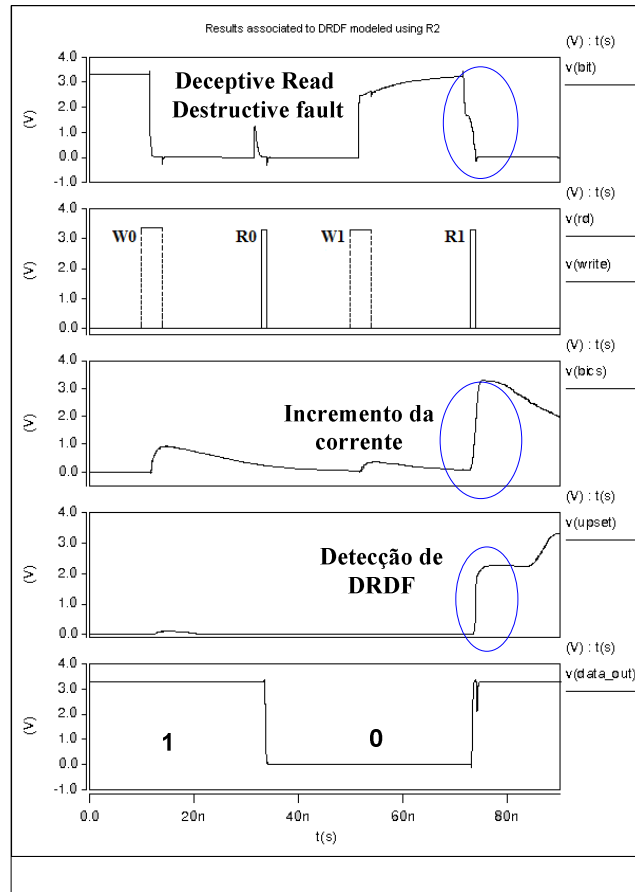 Results associated to DRDF modeled using R2
(V) : t(s)
v(bit)
4.0
3.0
2.0
1.0
0.0
-1.0
(V)
Deceptive Read
Destructive fault
(V) : t(s)
v(rd)
v(write)
4.0
3.0
2.0
1.0
0.0
(V)
W0
R0
W1
R1
(V) : t(s)
v(bics)
4.0
3.0
2.0
1.0
0.0
(V)
Incremento da
corrente
(V) : t(s)
v(upset)
4.0
3.0
2.0
1.0
0.0
(V)
Detecção de
DRDF
(V) : t(s)
v(data_out)
4.0
3.0
2.0
1.0
0.0
-1.0
(V)
1
0
0.0
20n
40n
60n
80n
t(s)